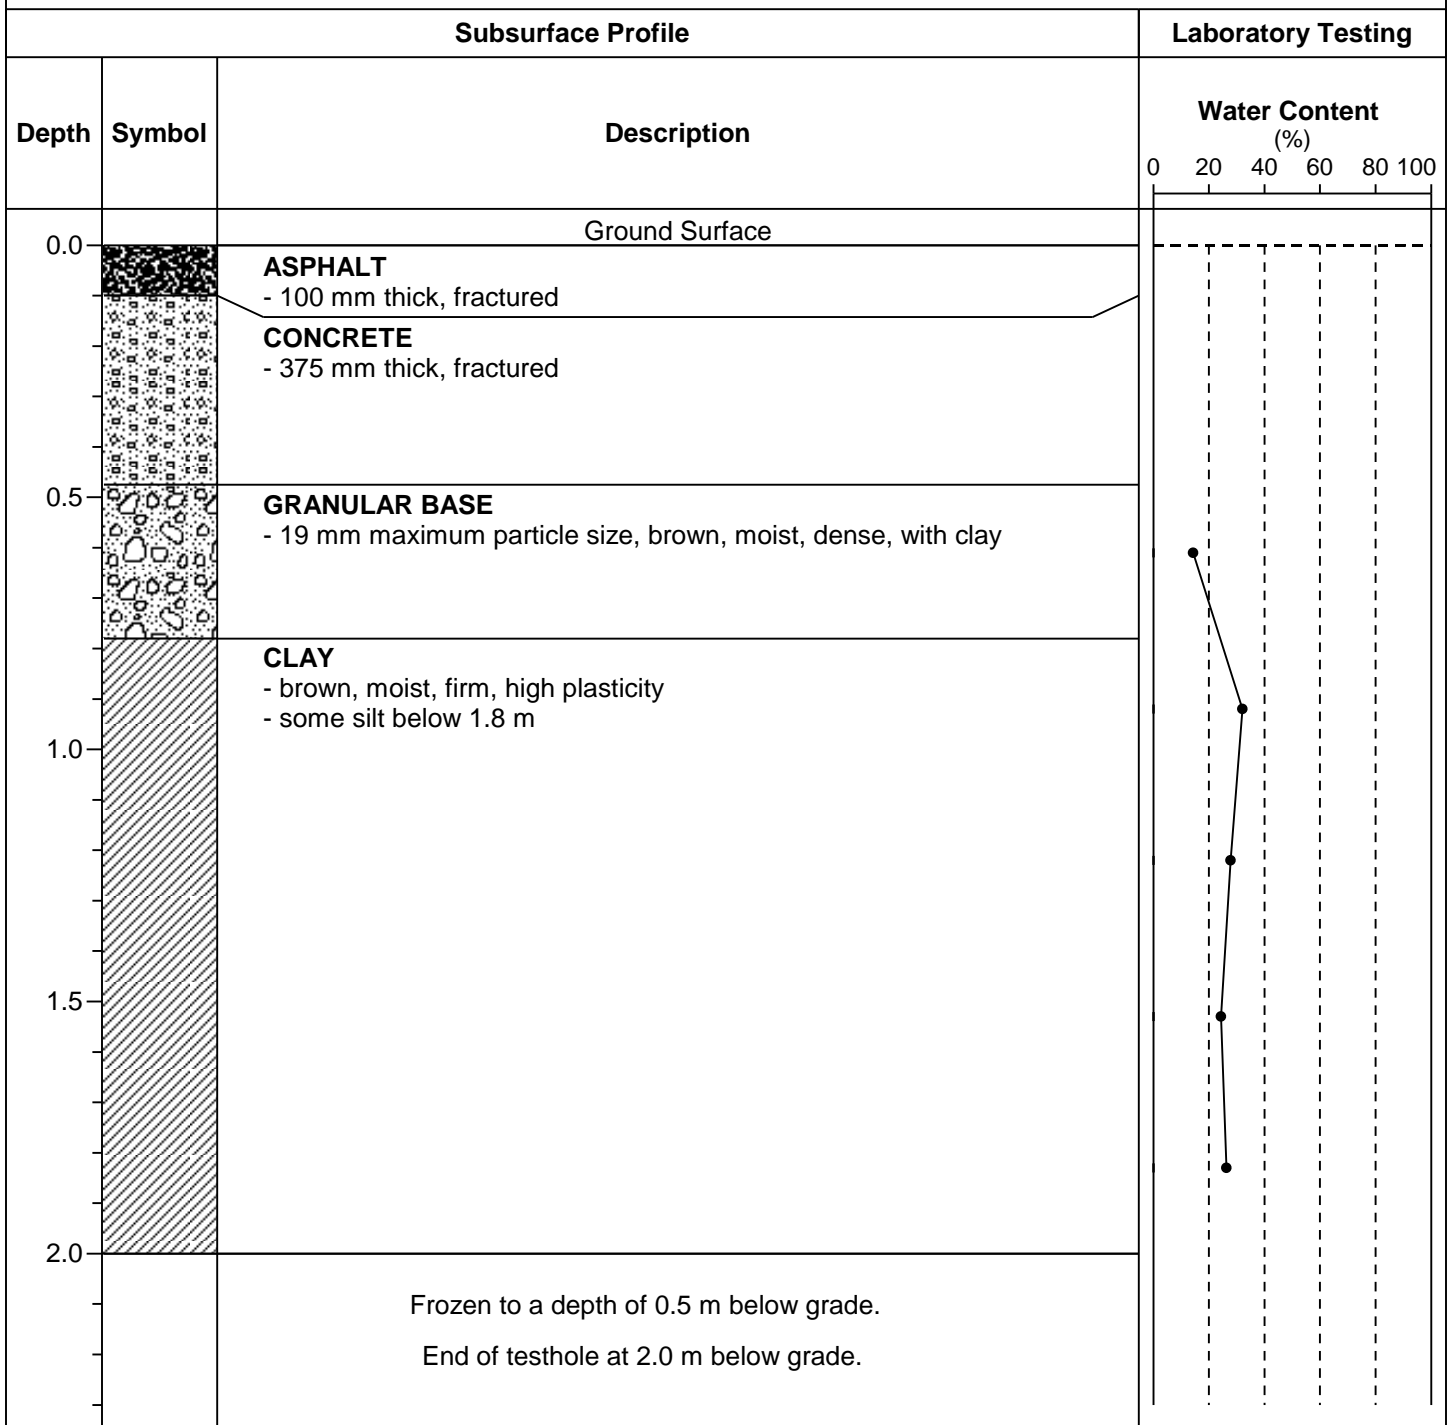 Subsurface Profile
Laboratory Testing
Depth
Symbol
Description
Water Content
(%)
0 20 40 60 80 100
Ground Surface
0.0
ASPHALT
- 100 mm thick, fractured
CONCRETE
- 375 mm thick, fractured
0.5
GRANULAR BASE
- 19 mm maximum particle size, brown, moist, dense, with clay
CLAY
- brown, moist, firm, high plasticity
- some silt below 1.8 m
1.0
1.5
2.0
Frozen to a depth of 0.5 m below grade.
End of testhole at 2.0 m below grade.